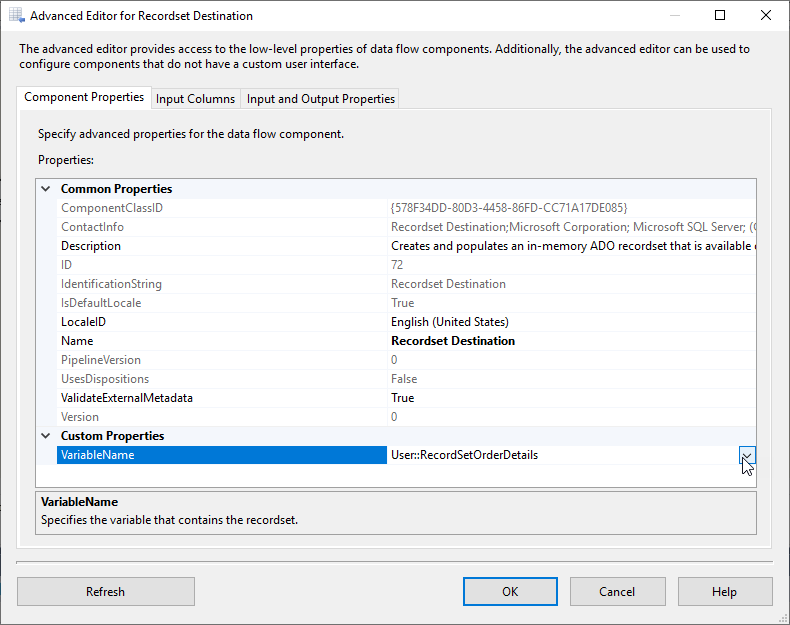 Advanced Editor for Recordset Destination
The advanced editor provides access to the low-level properties of data flow components. Additionally, the advanced editor can be used to
configure components that do not have a custom user interface.
Component Properties Input Columns Input and Output Properties
Specify advanced properties for the data flow component.
Properties:
Common Properties
ComponentClassID {578F34DD-80D3-4458-86FD-CC71A17DE085}
ContactInfo Recordset Destination;Microsoft Corporation; Microsoft SQL Server; (C
Description Creates and populates an in-memory ADO recordset that is available
ID 72
IdentificationString Recordset Destination
IsDefaultLocale True
LocaleID English (United States)
Name Recordset Destination
PipelineVersion 0
UsesDispositions False
ValidateExternalMetadata True
Version 0
Custom Properties
VariableName User::RecordSetOrderDetails
VariableName
Specifies the variable that contains the recordset.
Refresh OK Cancel Help